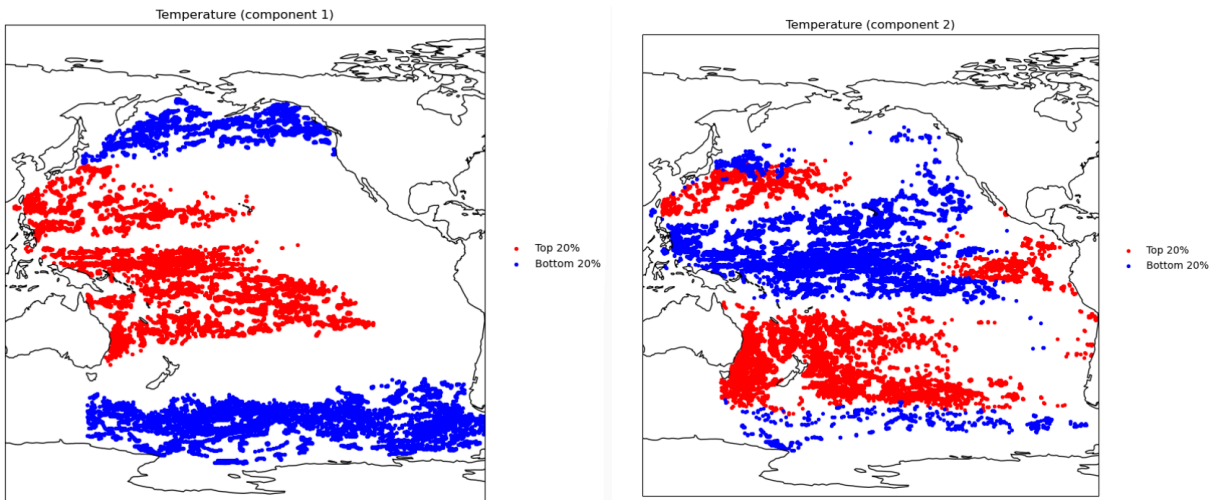 Temperature (component 1)
Top 20%
Bottom 20%
Temperature (component 2)
Top 20%
Bottom 20%